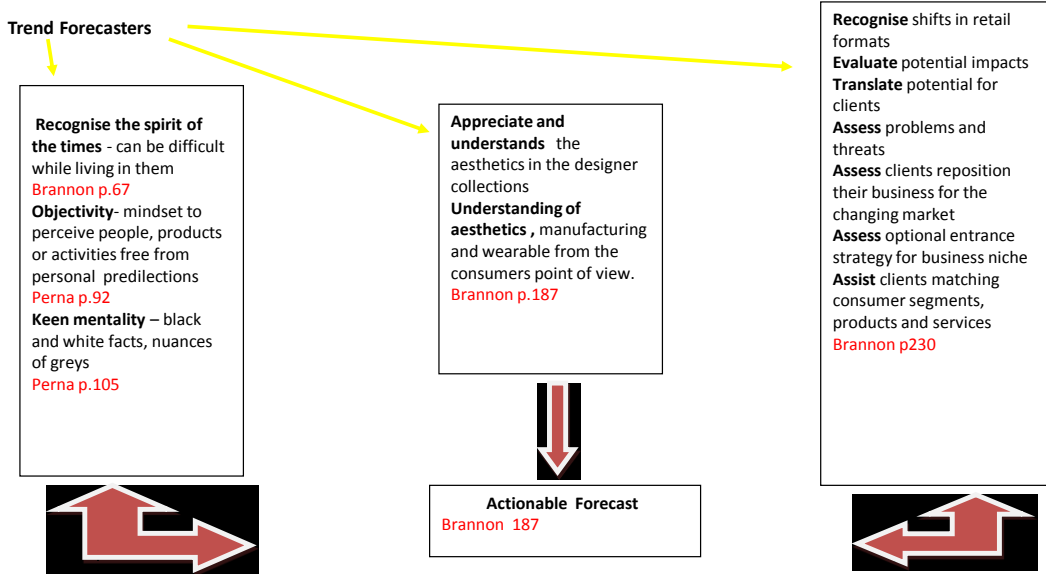 Trend Forecasters
Recognise the spirit of
the times - can be difficult
while living in them
Brannon p.67
Objectivity- mindset to
perceive people, products
or activities free from
personal predilections
Perna p.92
Keen mentality – black
and white facts, nuances
of greys
Perna p.105
Appreciate and
understands the
aesthetics in the designer
collections
Understanding of
aesthetics , manufacturing
and wearable from the
consumers point of view.
Brannon p.187
Actionable Forecast
Brannon 187
Recognise shifts in retail
formats
Evaluate potential impacts
Translate potential for
clients
Assess problems and
threats
Assess clients reposition
their business for the
changing market
Assess optional entrance
strategy for business niche
Assist clients matching
consumer segments,
products and services
Brannon p230